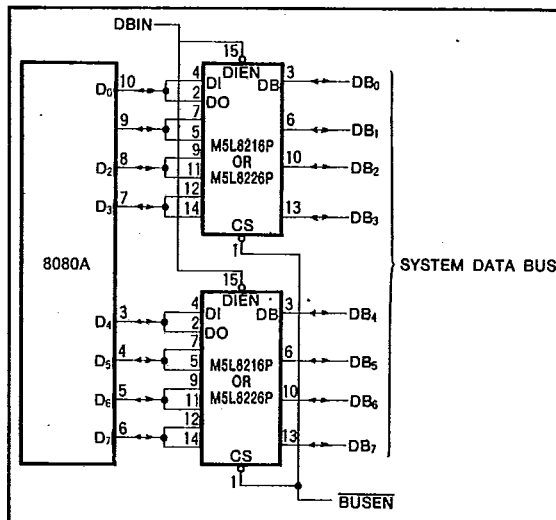 DBIN
15
DIEN
D0 10 4 DI DB 3 DB0
2 DO
9 7 6 DB1
5
M5L8216P
OR
M5L8226P
D2 8 9 10 DB2
11
D3 7 12 13 DB3
14
CS
1
8080A
SYSTEM DATA BUS
15
DIEN
D4 3 4 DI DB 3 DB4
2 DO
D5 4 7 6 DB5
5
M5L8216P
OR
M5L8226P
D6 5 9 10 DB6
11
D7 6 12 13 DB7
14
CS
1
BUSEN